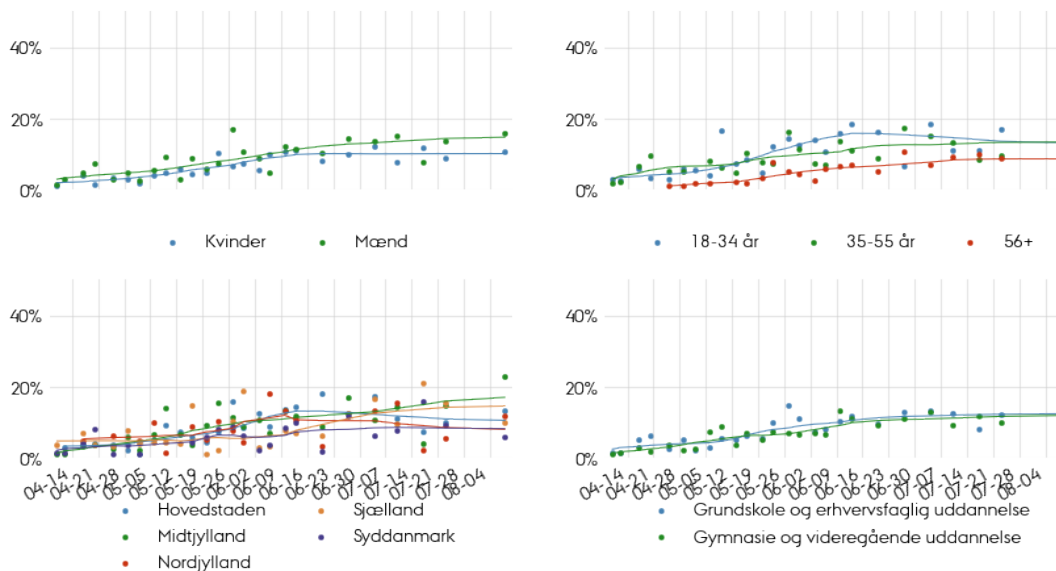 40%
20%
0%
Kvinder Mænd
40%
20%
0%
18-34 år 35-55 år 56+
40%
20%
0%
04-14 04-21 04-28 05-05 05-12 05-19 05-26 06-02 06-09 06-16 06-23 06-30 07-07 07-14 07-21 07-28 08-04
Hovedstaden Sjælland
Midtjylland Syddanmark
Nordjylland
40%
20%
0%
04-14 04-21 04-28 05-05 05-12 05-19 05-26 06-02 06-09 06-16 06-23 06-30 07-07 07-14 07-21 07-28 08-04
Grundskole og erhvervsfaglig uddannelse
Gymnasie og videregående uddannelse